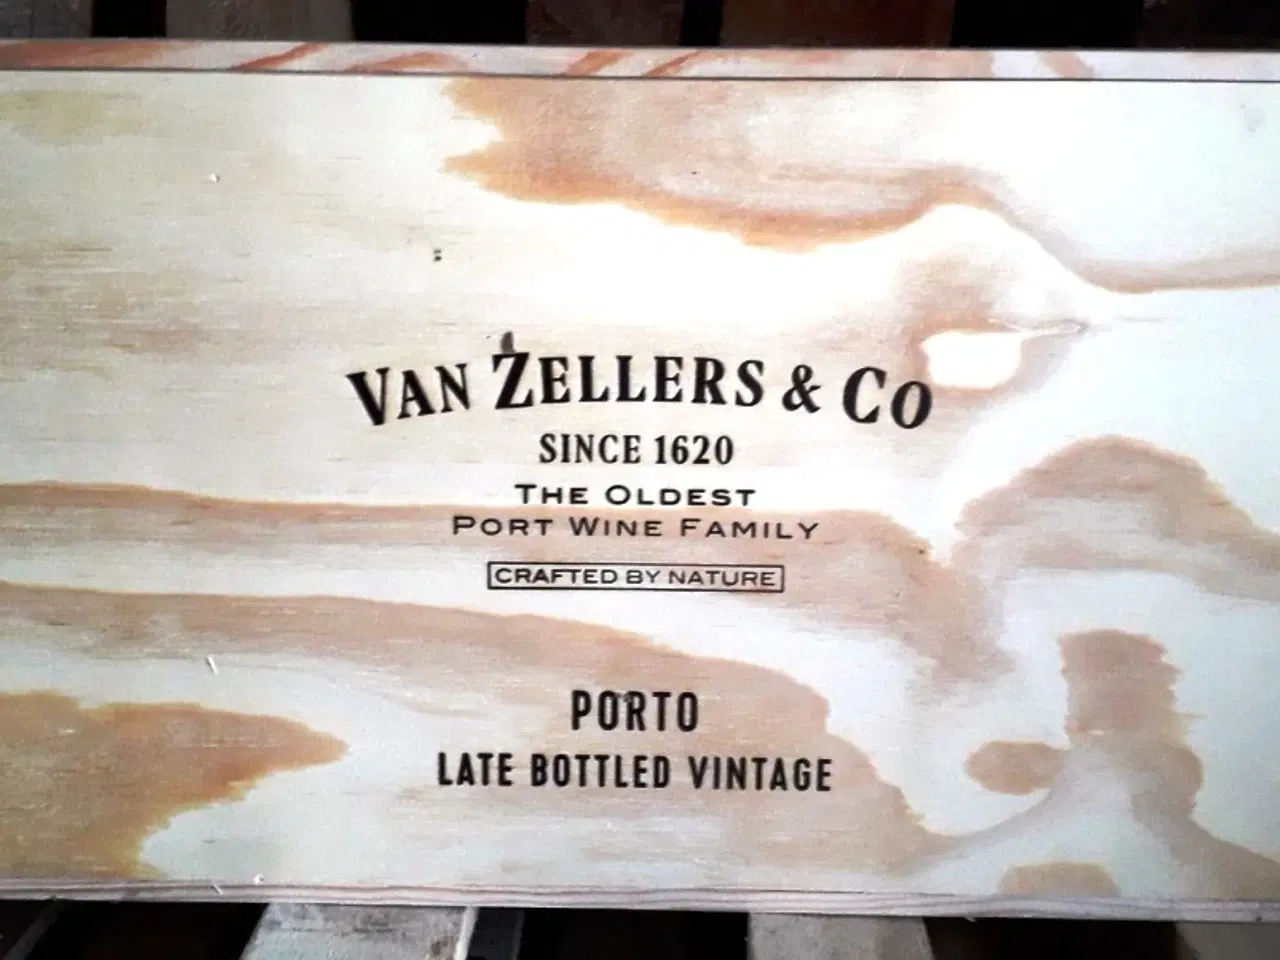 VAN ZELLERS & CO
SINCE 1620
THE OLDEST
PORT WINE FAMILY
CRAFTED BY NATURE
PORTO
LATE BOTTLED VINTAGE